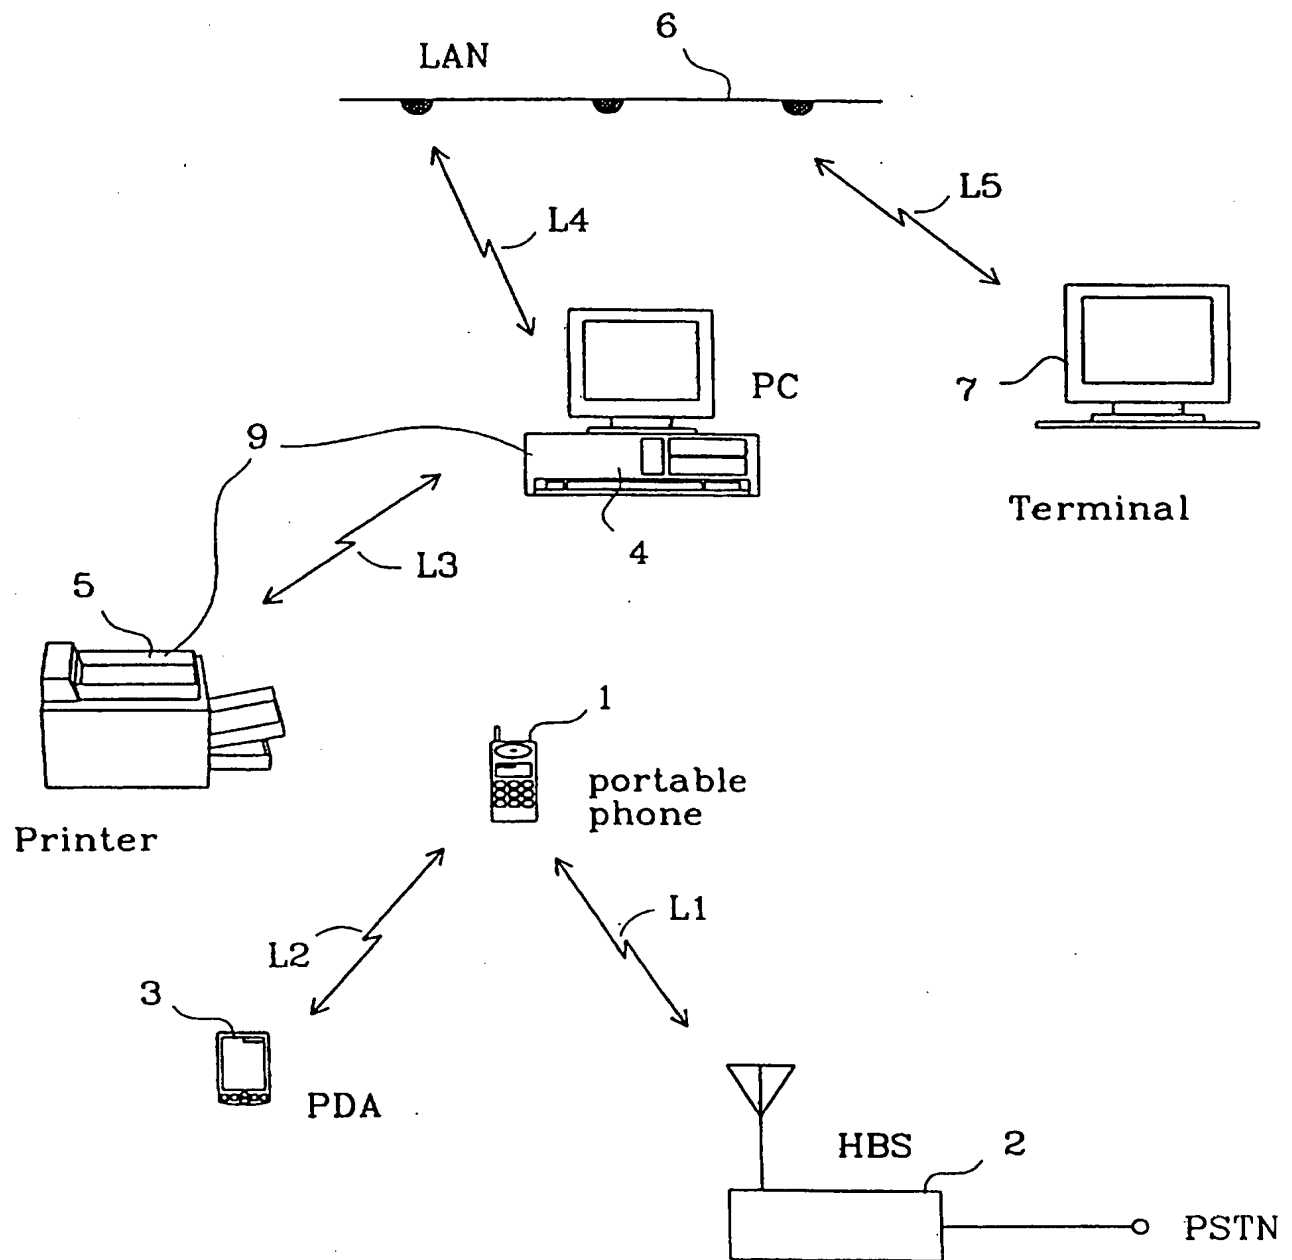 6
LAN
L5
L4
PC
7
9
Terminal
4
L3
5
1
portable
phone
Printer
L1
L2
3
PDA
HBS
2
PSTN